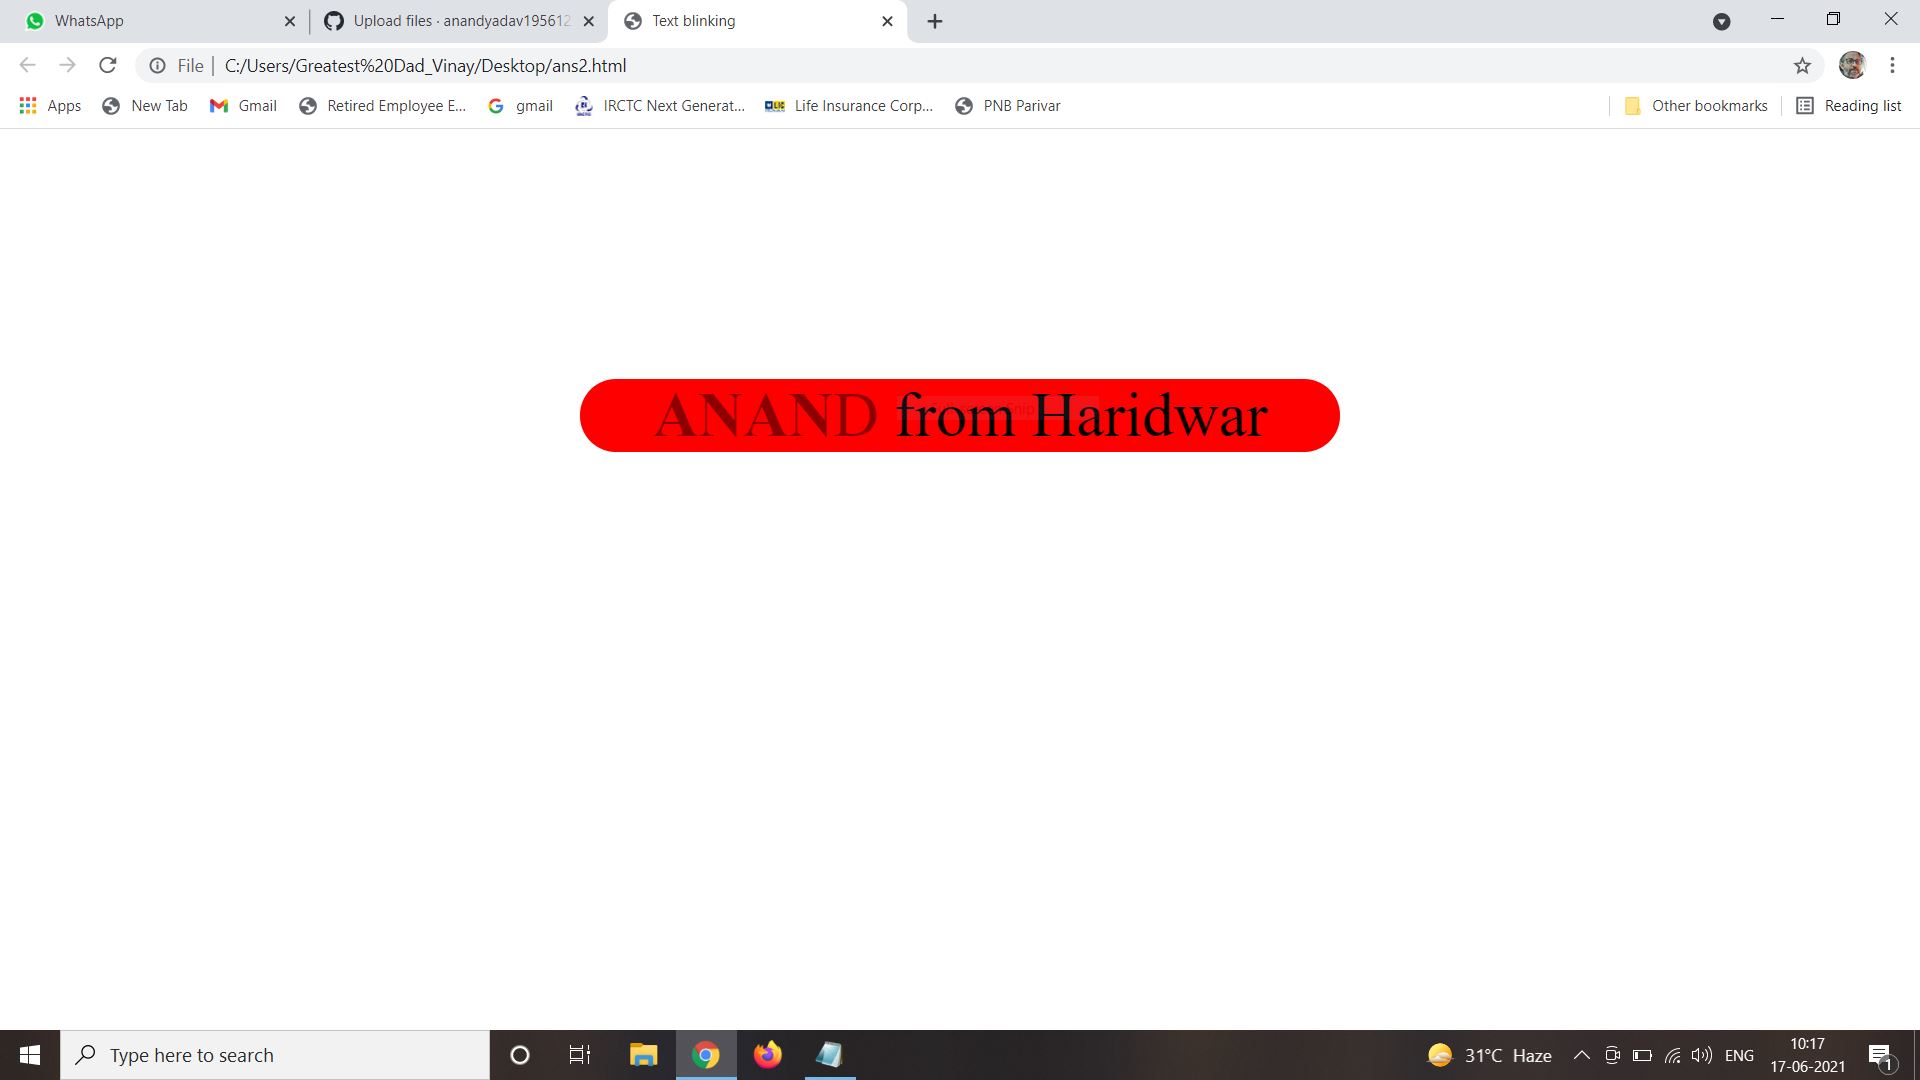 WhatsApp
Upload files · anandyadav195612
Text blinking
File
C:/Users/Greatest%20Dad_Vinay/Desktop/ans2.html
Apps
New Tab
Gmail
Retired Employee E...
gmail
IRCTC Next Generat...
Life Insurance Corp...
PNB Parivar
Other bookmarks
Reading list
ANAND from Haridwar
Type here to search
31°C Haze
ENG
10:17
17-06-2021
1